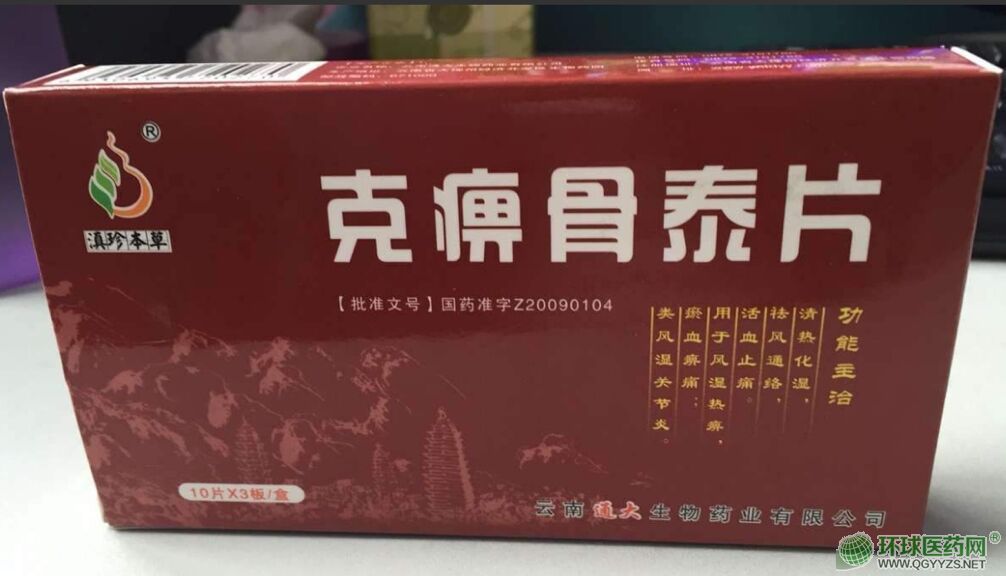 ®
滇珍本草
克痹骨泰片
【批准文号】国药准字Z20090104
功能主治
清热化湿，
祛风通络，
活血止痛。
用于风湿热痹，
瘀血痹痛；
类风湿关节炎。
10片X3板/盒
云南通大生物药业有限公司
环球医药网®
WWW.QGYYZS.NET